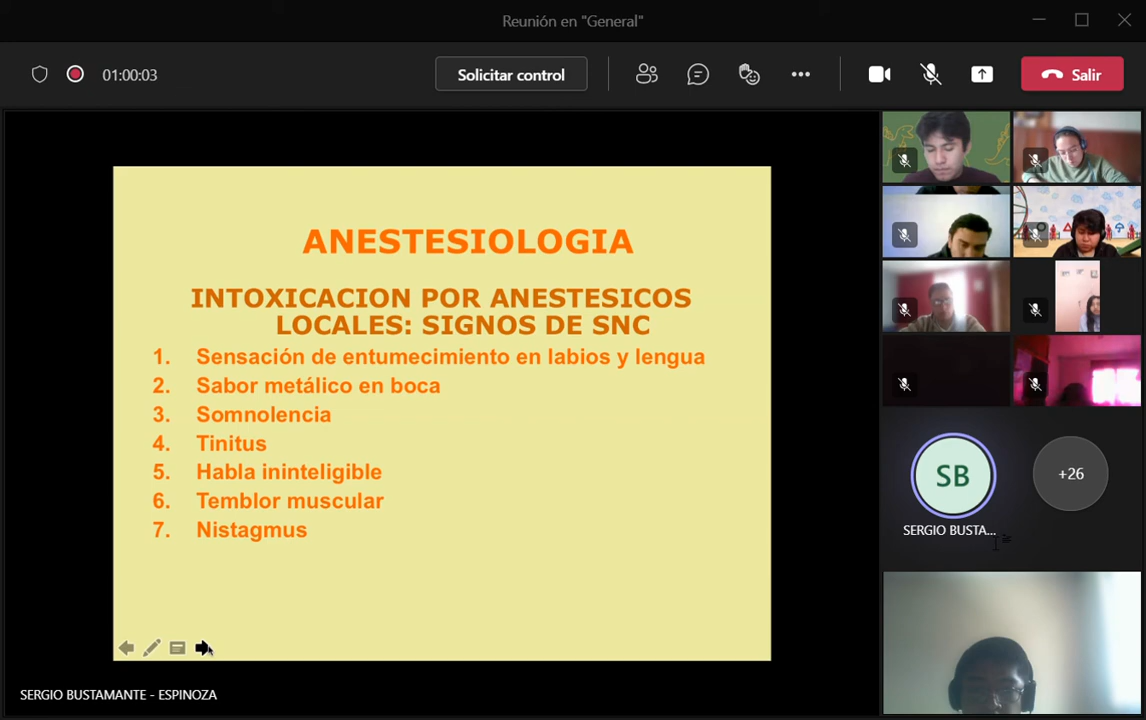 Reunión en "General"
01:00:03
Solicitar control
Salir
ANESTESIOLOGIA
INTOXICACION POR ANESTESICOS
LOCALES: SIGNOS DE SNC
1. Sensación de entumecimiento en labios y lengua
2. Sabor metálico en boca
3. Somnolencia
4. Tinitus
5. Habla ininteligible
6. Temblor muscular
7. Nistagmus
SB
+26
SERGIO BUSTA...
SERGIO BUSTAMANTE - ESPINOZA